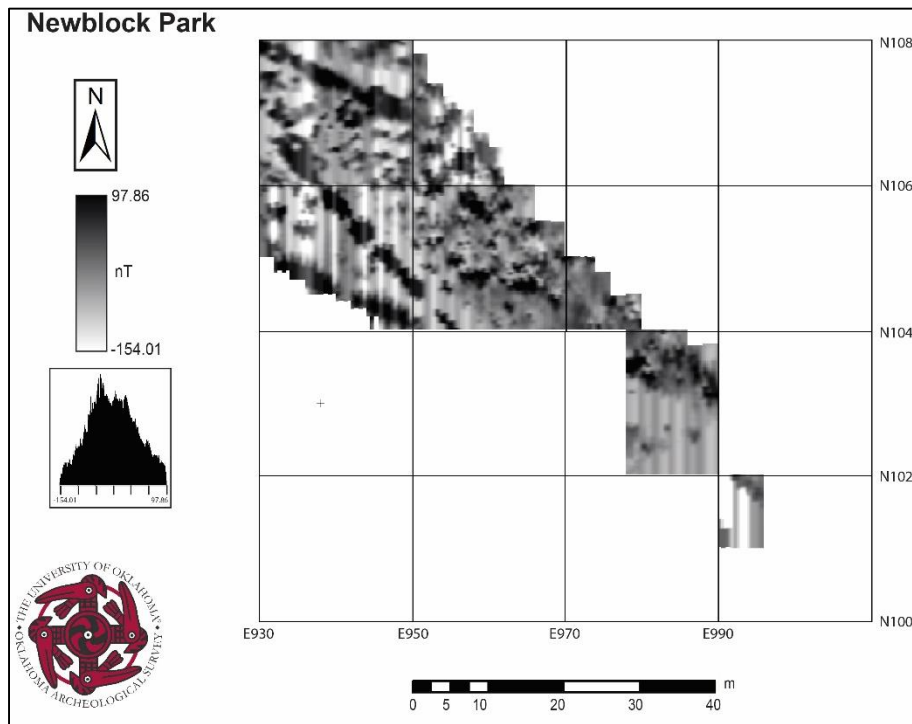 Newblock Park
N
97.86
nT
-154.01
-154.01
97.86
N108
N106
N104
N102
N100
E930
E950
E970
E990
m
0
5
10
20
30
40
• THE UNIVERSITY OF OKLAHOMA •
OKLAHOMA ARCHEOLOGICAL SURVEY